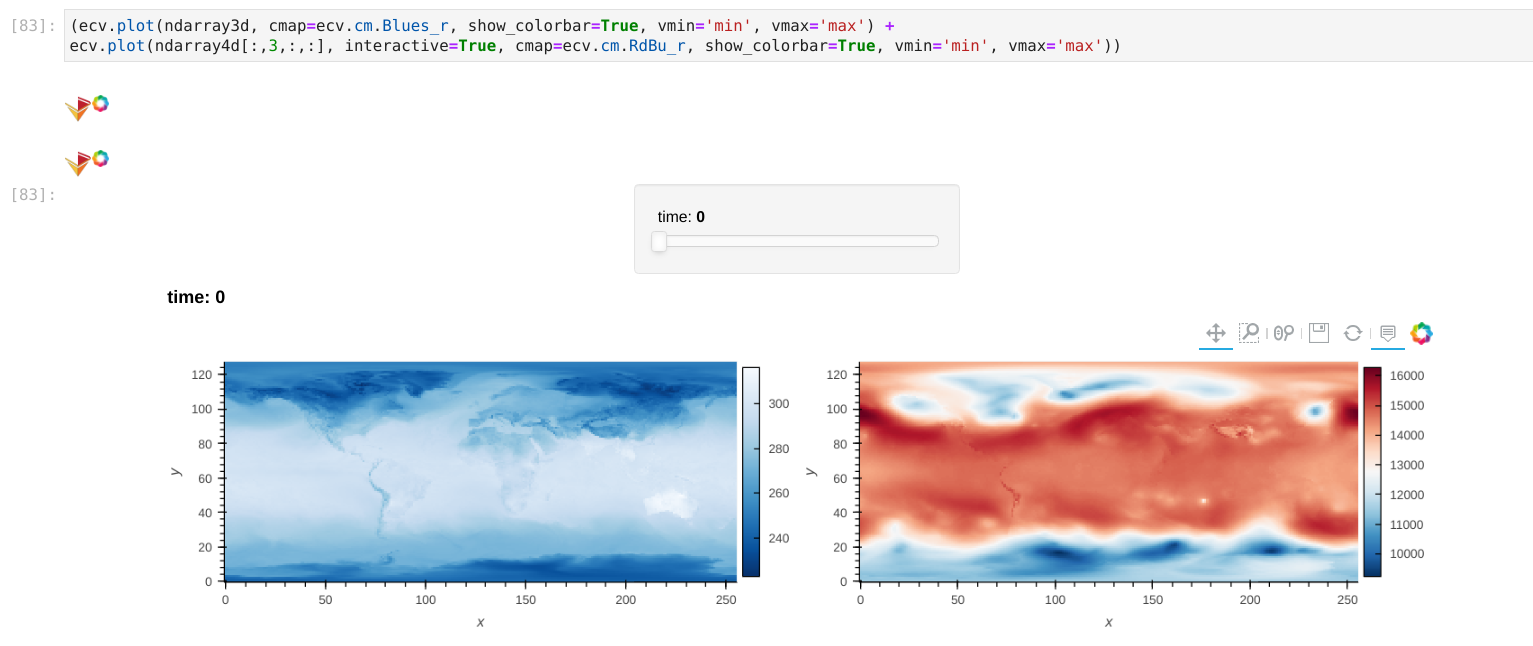 [83]: (ecv.plot(ndarray3d, cmap=ecv.cm.Blues_r, show_colorbar=True, vmin='min', vmax='max') +
ecv.plot(ndarray4d[:,3,:,:], interactive=True, cmap=ecv.cm.RdBu_r, show_colorbar=True, vmin='min', vmax='max'))
[83]:
time: 0
time: 0
120
100
80
60
40
20
0
y
0 50 100 150 200 250
x
300
280
260
240
120
100
80
60
40
20
0
y
0 50 100 150 200 250
x
16000
15000
14000
13000
12000
11000
10000